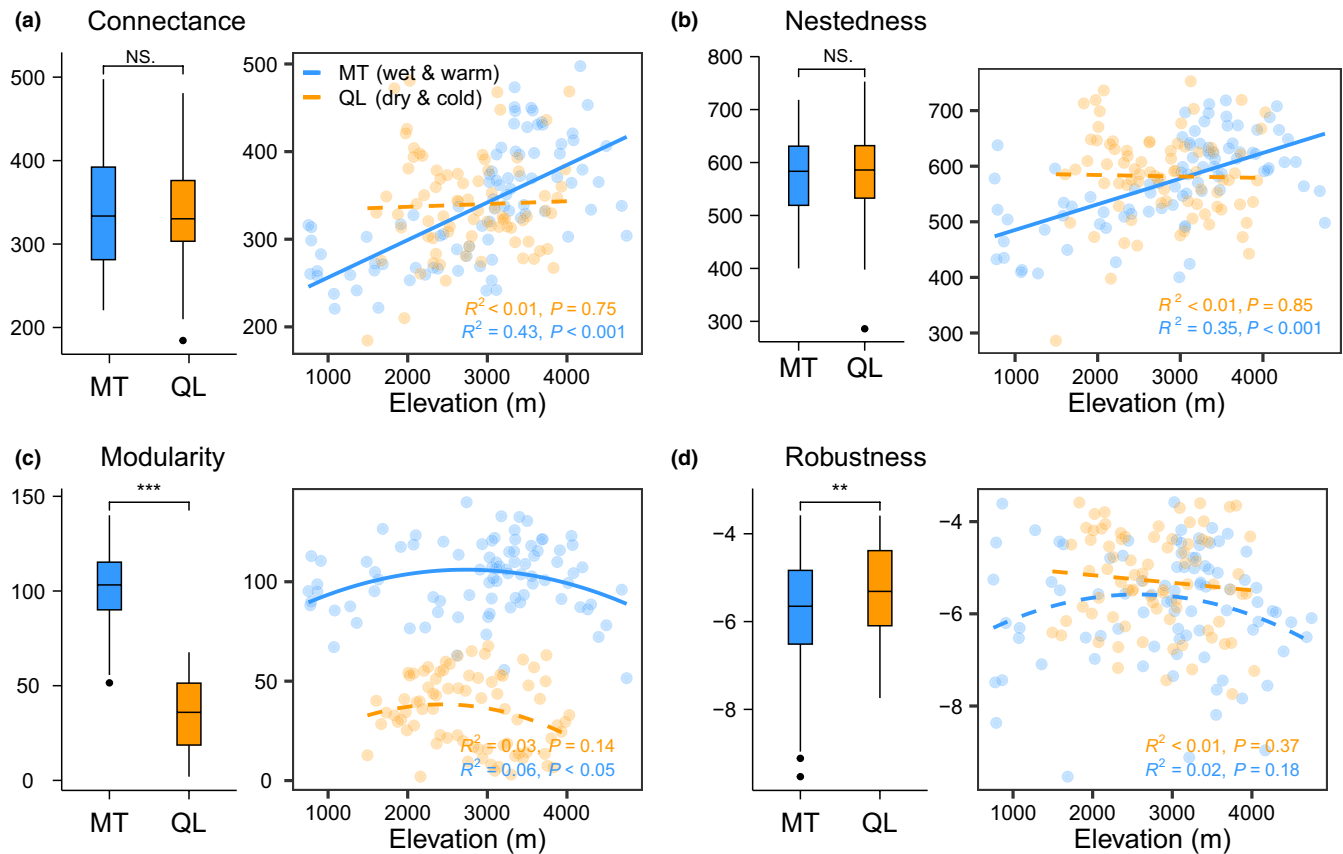 (a) Connectance
NS.
500
400
300
200
MT QL
MT (wet & warm)
QL (dry & cold)
500
400
300
200
R² < 0.01, P = 0.75
R² = 0.43, P < 0.001
1000 2000 3000 4000
Elevation (m)
(b) Nestedness
NS.
800
700
600
500
400
300
MT QL
700
600
500
400
300
R² < 0.01, P = 0.85
R² = 0.35, P < 0.001
1000 2000 3000 4000
Elevation (m)
(c) Modularity
***
150
100
50
0
MT QL
100
50
0
R² = 0.03, P = 0.14
R² = 0.06, P < 0.05
1000 2000 3000 4000
Elevation (m)
(d) Robustness
**
−4
−6
−8
MT QL
−4
−6
−8
R² < 0.01, P = 0.37
R² = 0.02, P = 0.18
1000 2000 3000 4000
Elevation (m)